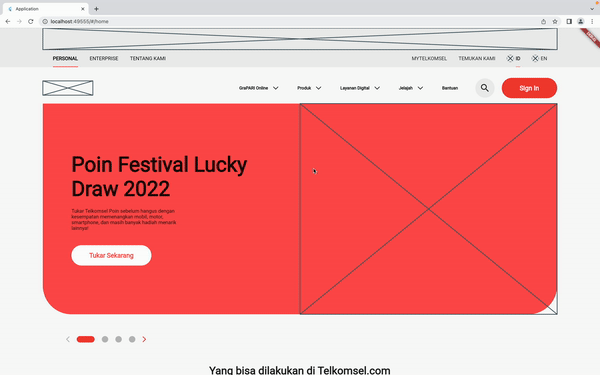 Application
localhost:49555/#/home
PERSONAL ENTERPRISE TENTANG KAMI MYTELKOMSEL TEMUKAN KAMI ID EN
GraPARI Online Produk Layanan Digital Jelajah Bantuan Sign In
Poin Festival Lucky
Draw 2022
Tukar Telkomsel Poin sebelum hangus dengan
kesempatan memenangkan mobil, motor,
smartphone, dan masih banyak hadiah menarik
lainnya!
Tukar Sekarang
Yang bisa dilakukan di Telkomsel.com